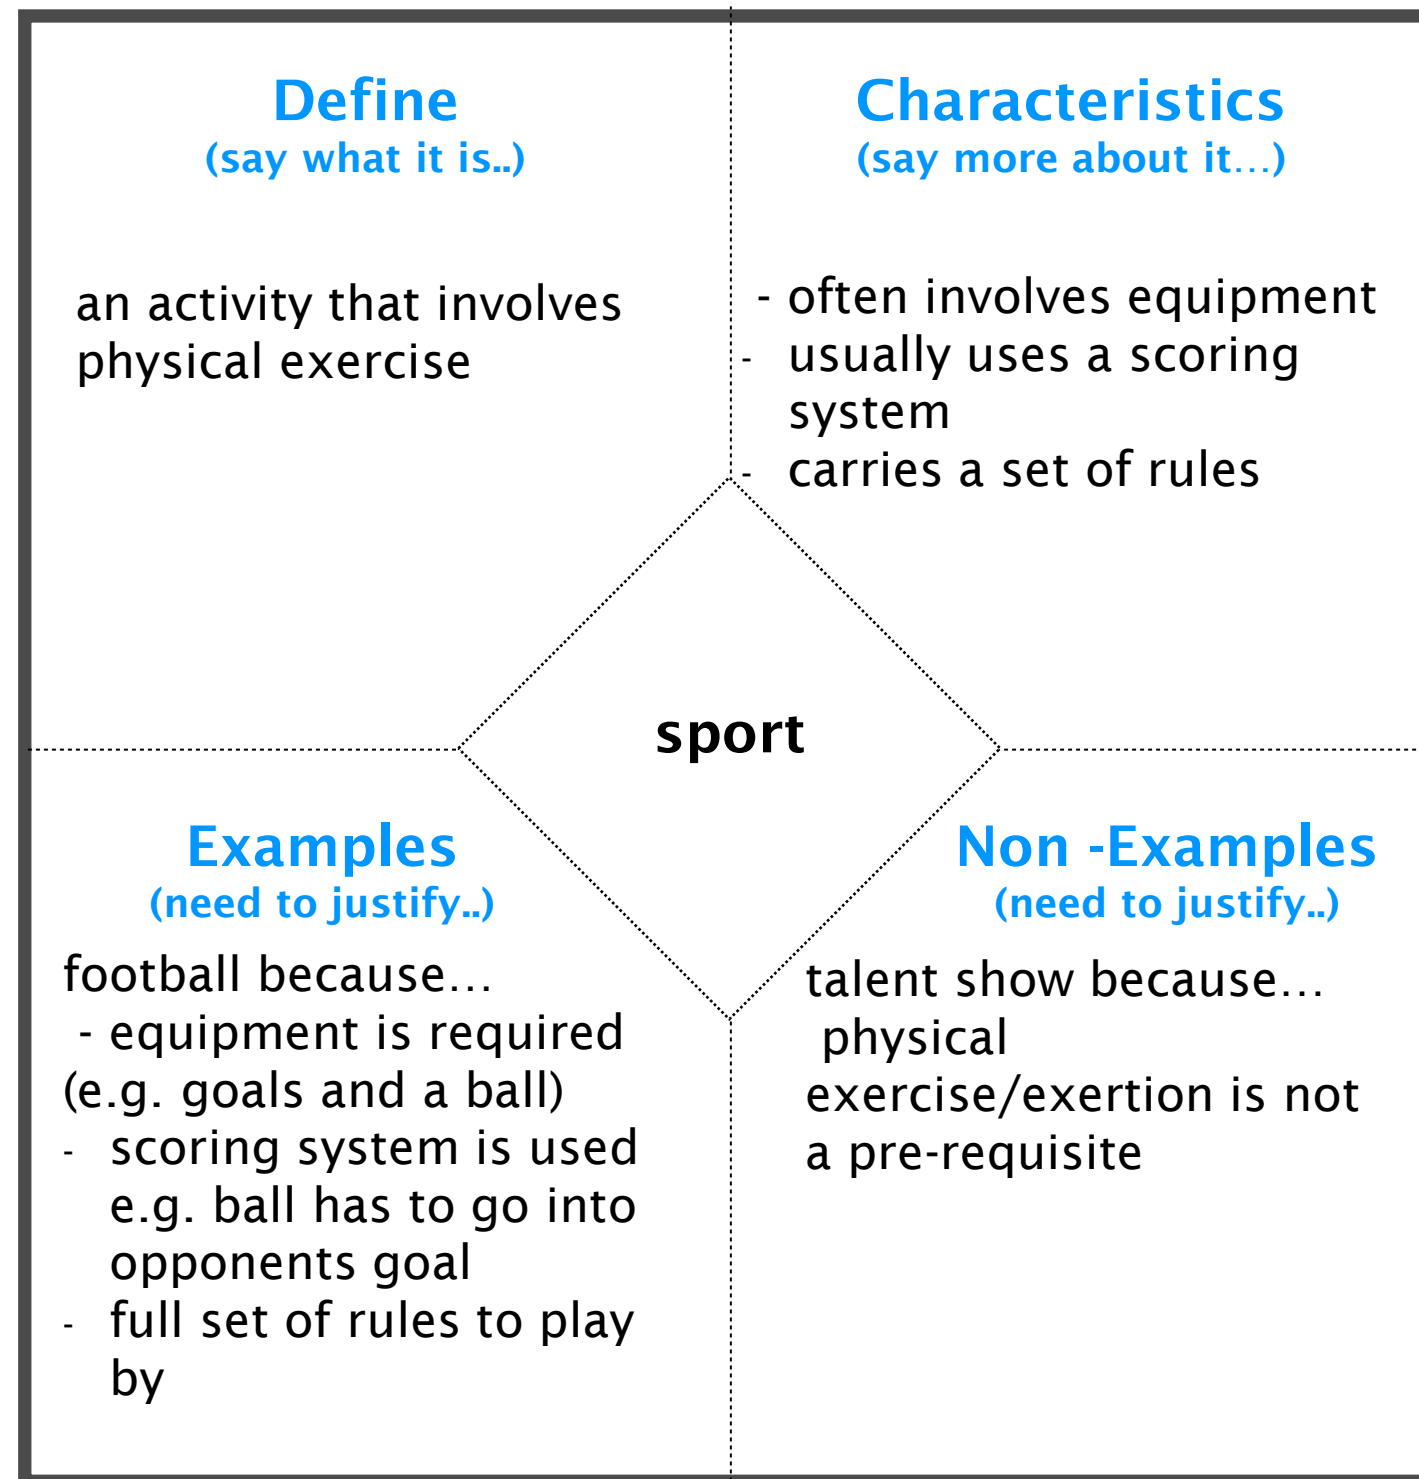 Define
(say what it is..)
an activity that involves
physical exercise
Characteristics
(say more about it...)
- often involves equipment
- usually uses a scoring
system
- carries a set of rules
sport
Examples
(need to justify..)
football because...
- equipment is required
(e.g. goals and a ball)
- scoring system is used
e.g. ball has to go into
opponents goal
- full set of rules to play
by
Non -Examples
(need to justify..)
talent show because...
physical
exercise/exertion is not
a pre-requisite